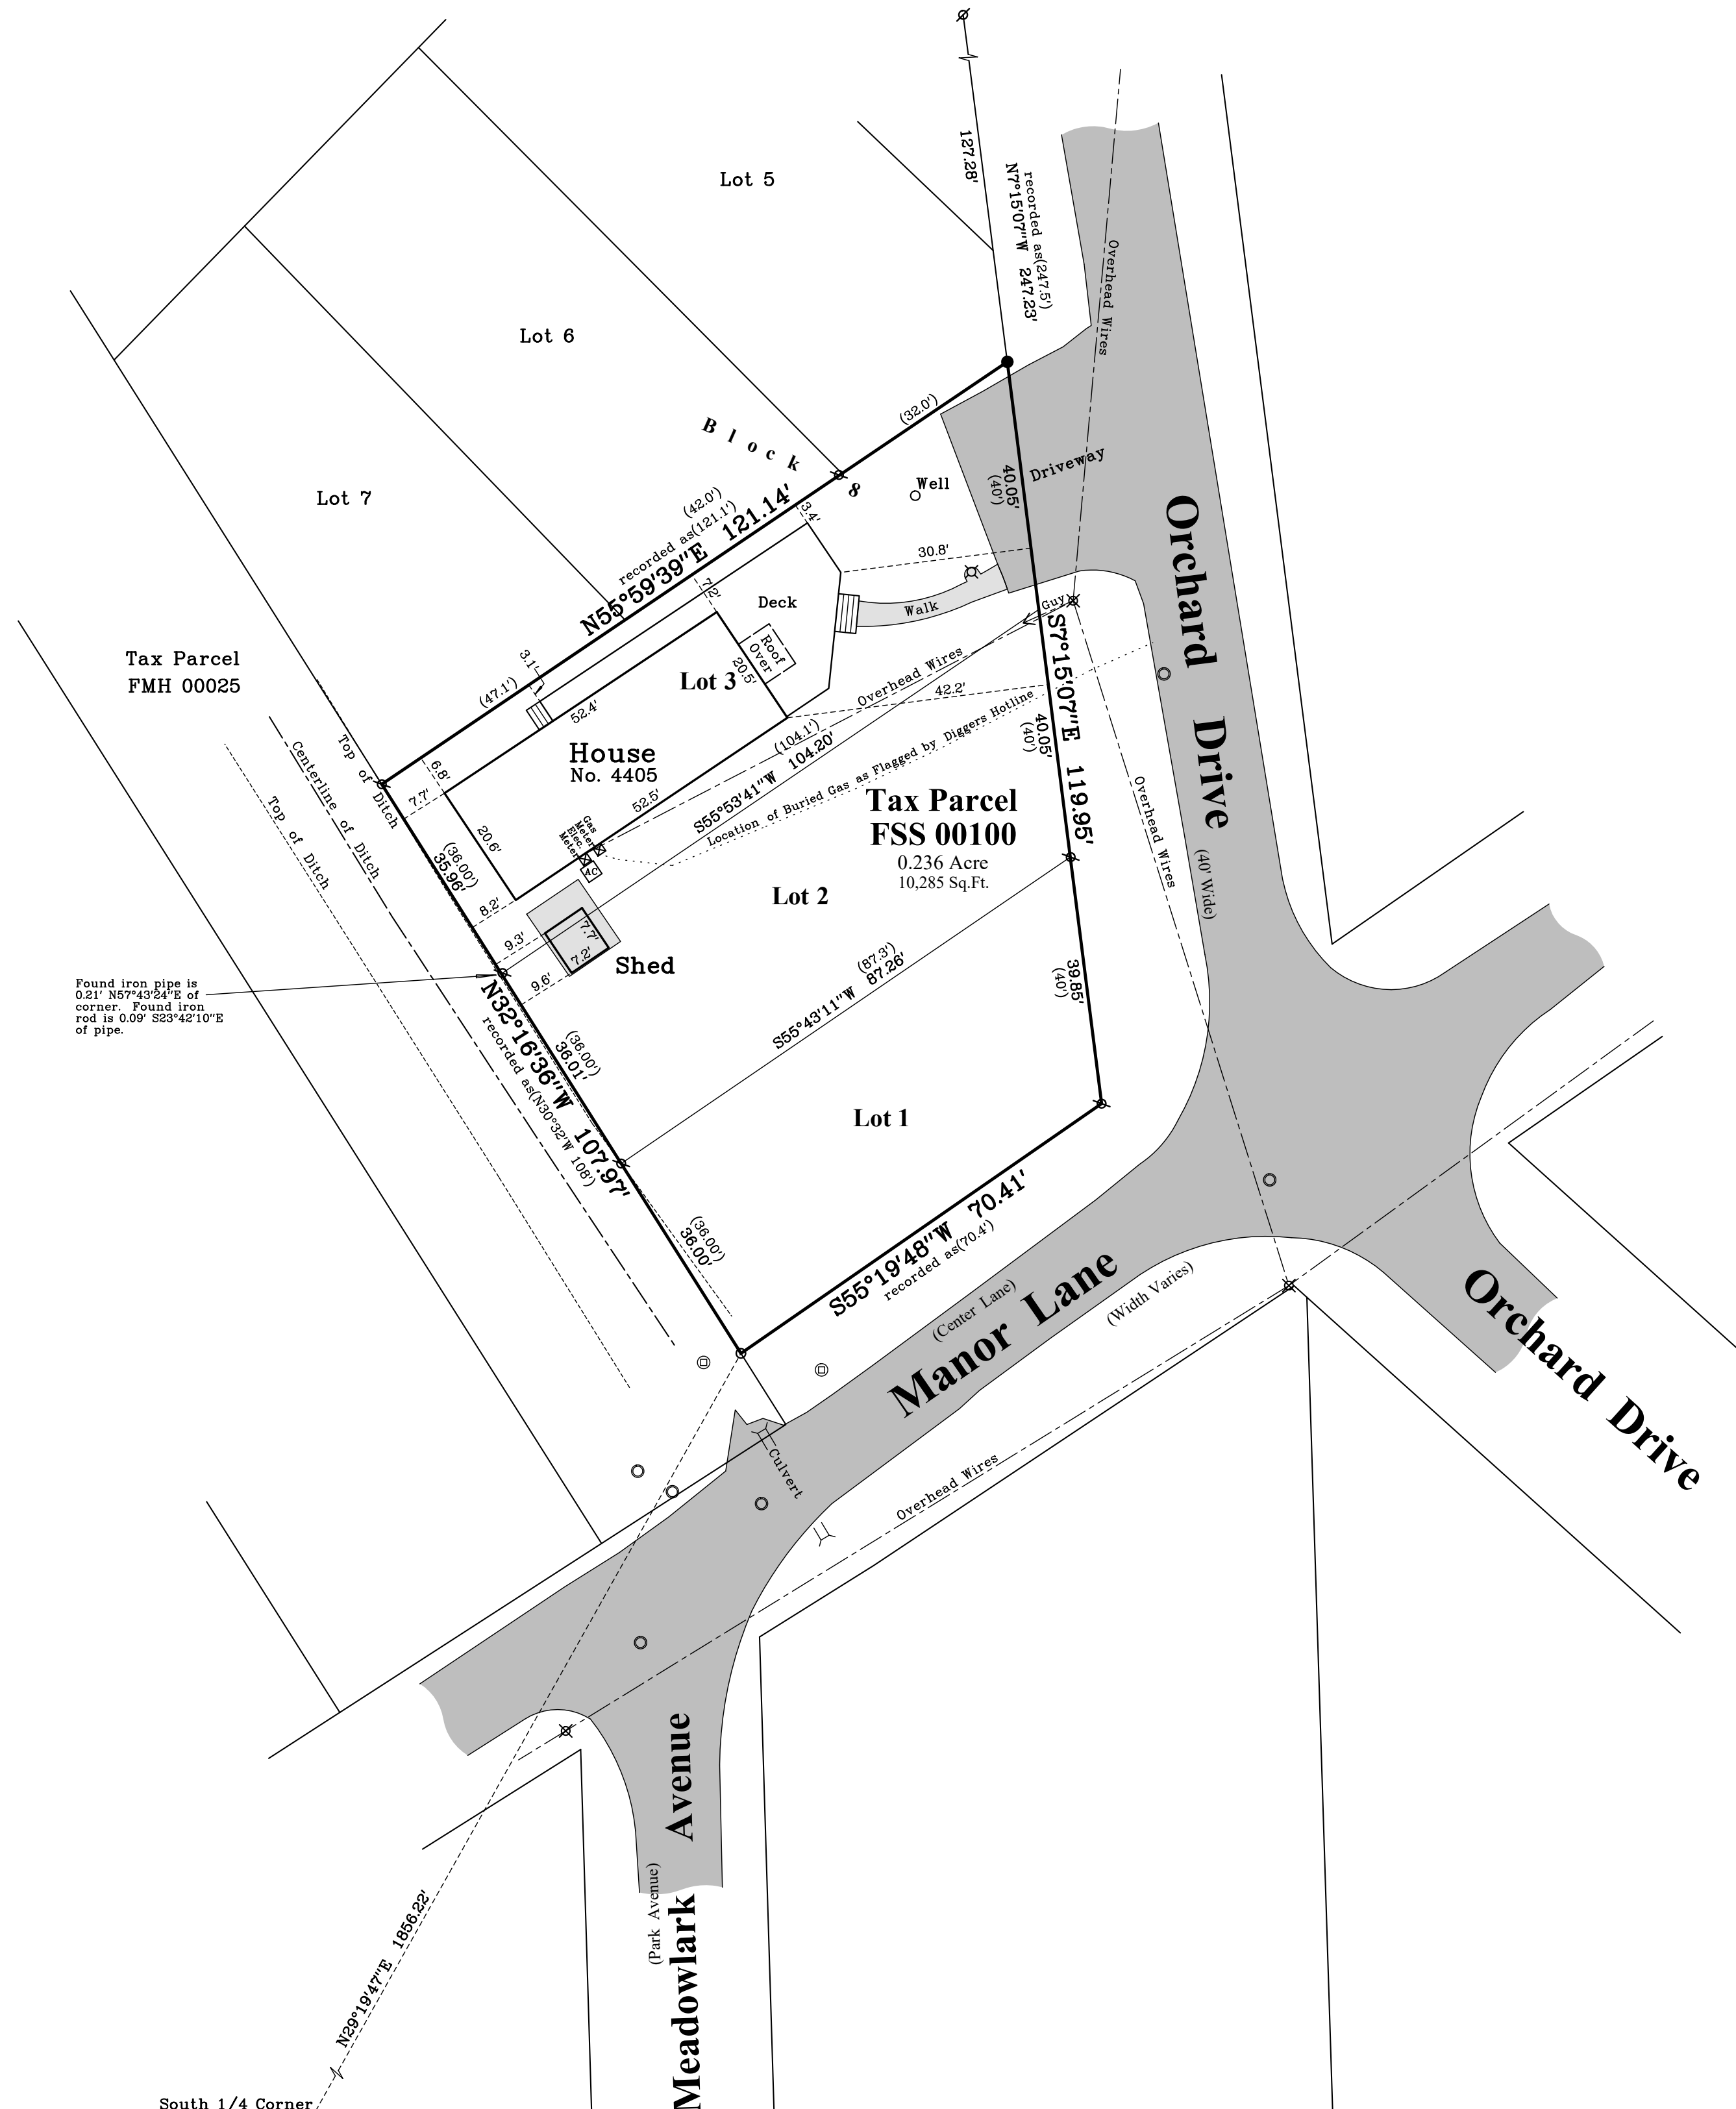 Lot 5
127.28'
recorded as(247.5')
N7°15'07"W 247.23'
Overhead Wires
Lot 6
Lot 7
Block 8
(32.0')
Well
40.05'
(40')
Driveway
(42.0')
recorded as(121.1')
N55°59'39"E 121.14'
3.4'
30.8'
7.2'
Deck
Walk
Guy
Roof
Over
20.5'
Lot 3
Overhead Wires
S7°15'07"E 119.95'
Orchard Drive
(40' Wide)
Tax Parcel
FMH 00025
3.1'
(47.1')
52.4'
42.2'
House
No. 4405
(104.1')
S55°53'41"W 104.20'
Location of Buried Gas as Flagged by Diggers Hotline
40.05'
(40')
Overhead Wires
Top of Ditch
Centerline of Ditch
Top of Ditch
6.8'
7.7'
20.6'
52.5'
Gas
Meter
Elec.
Meter
AC
Tax Parcel
FSS 00100
0.236 Acre
10,285 Sq.Ft.
Lot 2
(36.00')
35.96'
8.2'
9.3'
7.7'
7.2'
9.6'
Shed
(87.3')
S55°43'11"W 87.26'
39.85'
(40')
Found iron pipe is
0.21' N57°43'24"E of
corner. Found iron
rod is 0.09' S23°42'10"E
of pipe.
N32°16'36"W 107.97'
recorded as(N30°32'W 108')
(36.00')
36.01'
Lot 1
(36.00')
36.00'
S55°19'48"W 70.41'
recorded as(70.4')
(Center Lane)
Manor Lane
(Width Varies)
Orchard Drive
Culvert
Overhead Wires
Meadowlark Avenue
(Park Avenue)
N29°19'47"E 1856.22'
South 1/4 Corner